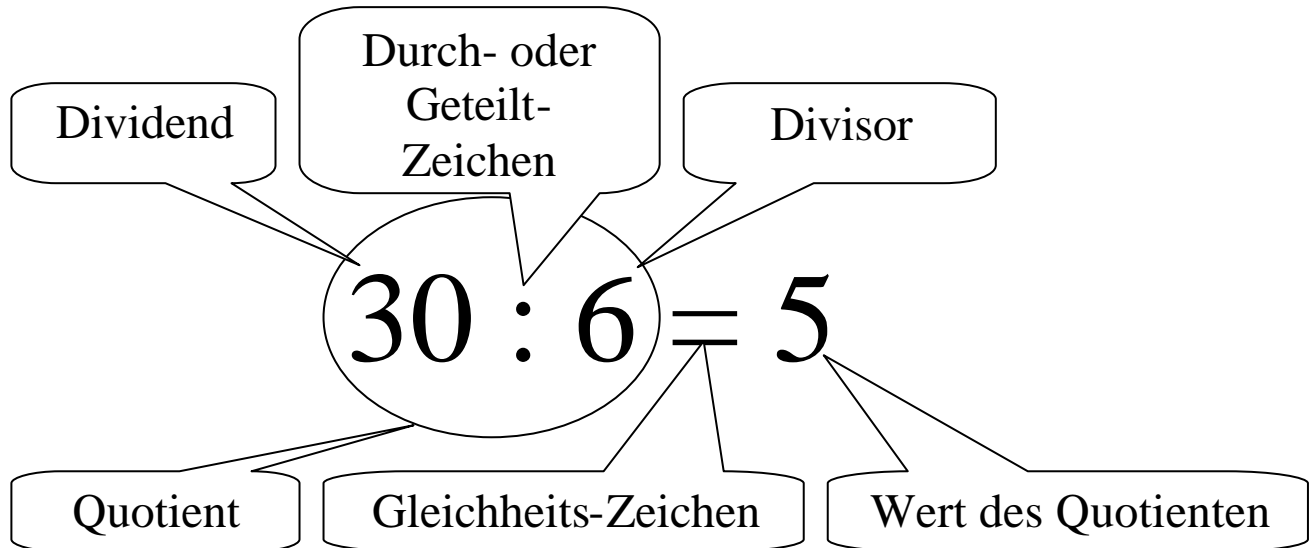 Durch- oder
Geteilt-
Zeichen
Dividend
Divisor
30 : 6 = 5
Quotient
Gleichheits-Zeichen
Wert des Quotienten